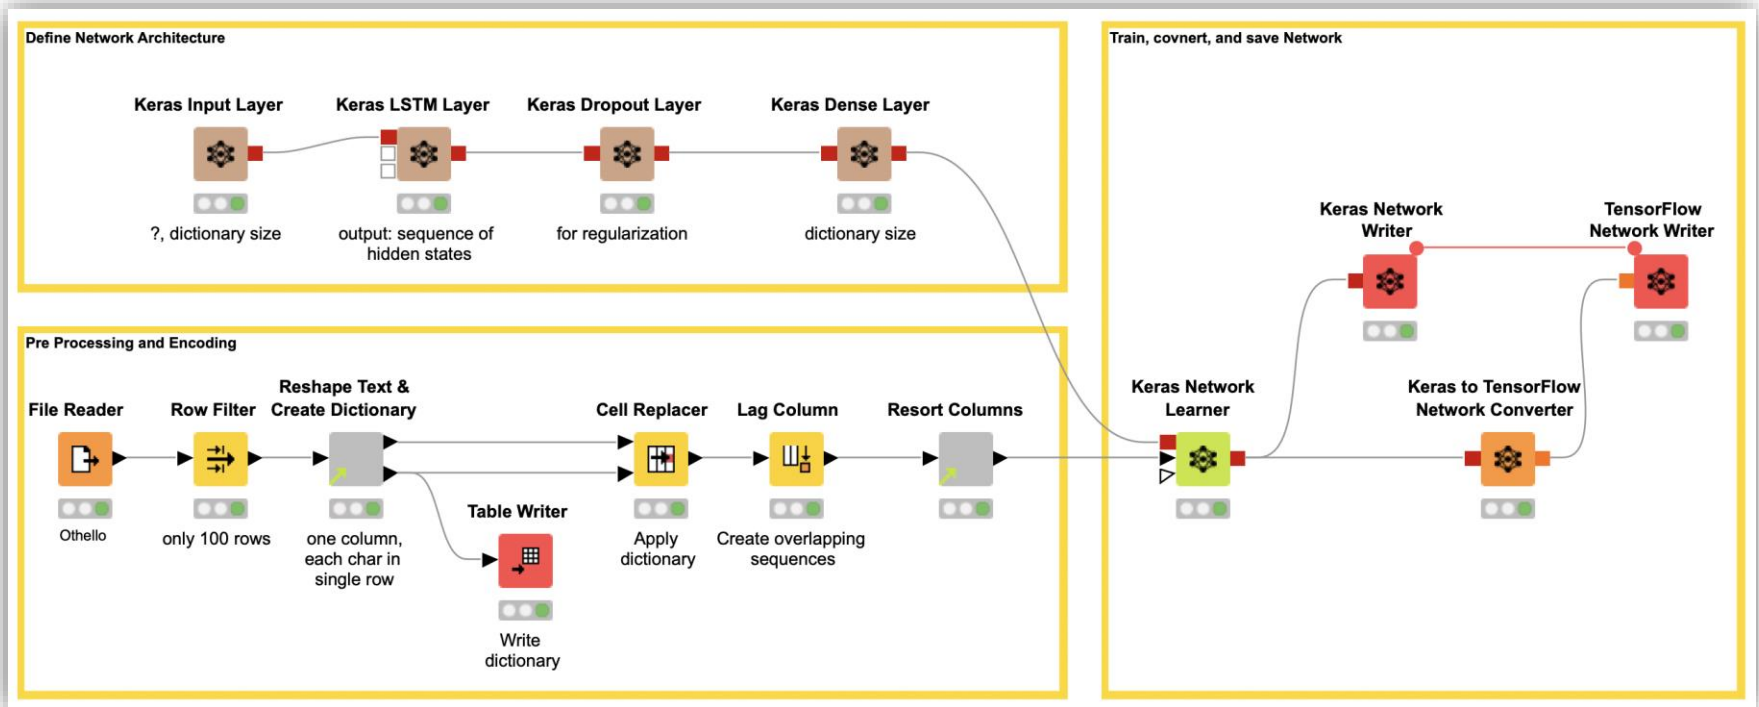 Define Network Architecture
Keras Input Layer
Keras LSTM Layer
Keras Dropout Layer
Keras Dense Layer
?, dictionary size
output: sequence of
hidden states
for regularization
dictionary size
Pre Processing and Encoding
File Reader
Row Filter
Reshape Text &
Create Dictionary
Cell Replacer
Lag Column
Resort Columns
Othello
only 100 rows
one column,
each char in
single row
Table Writer
Write
dictionary
Apply
dictionary
Create overlapping
sequences
Train, covnert, and save Network
Keras Network
Writer
TensorFlow
Network Writer
Keras Network
Learner
Keras to TensorFlow
Network Converter